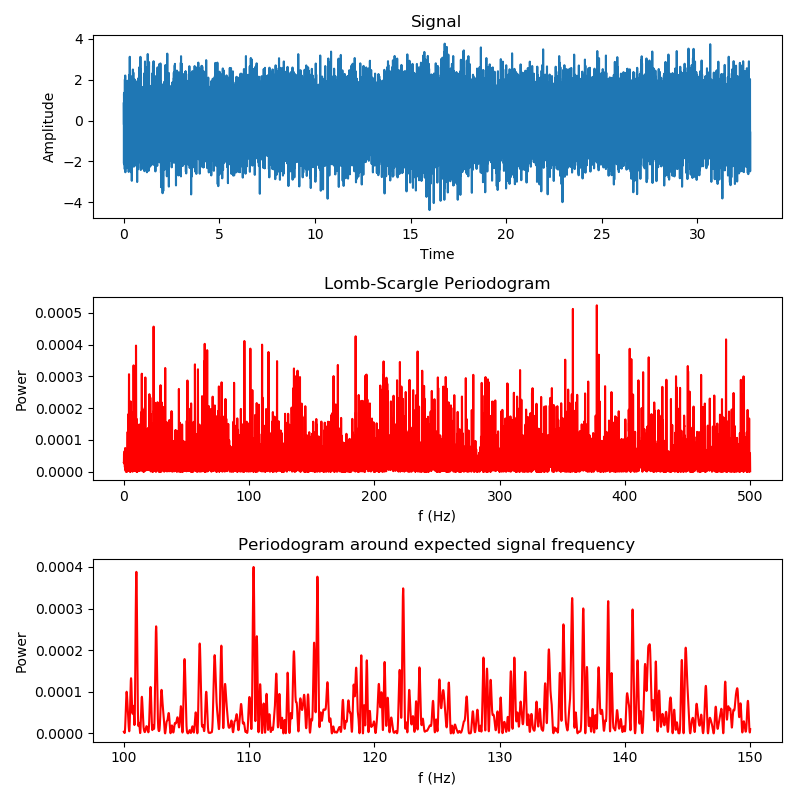 Signal
4
2
0
−2
−4
Amplitude
0 5 10 15 20 25 30
Time
Lomb-Scargle Periodogram
0.0005
0.0004
0.0003
0.0002
0.0001
0.0000
Power
0 100 200 300 400 500
f (Hz)
Periodogram around expected signal frequency
0.0004
0.0003
0.0002
0.0001
0.0000
Power
100 110 120 130 140 150
f (Hz)